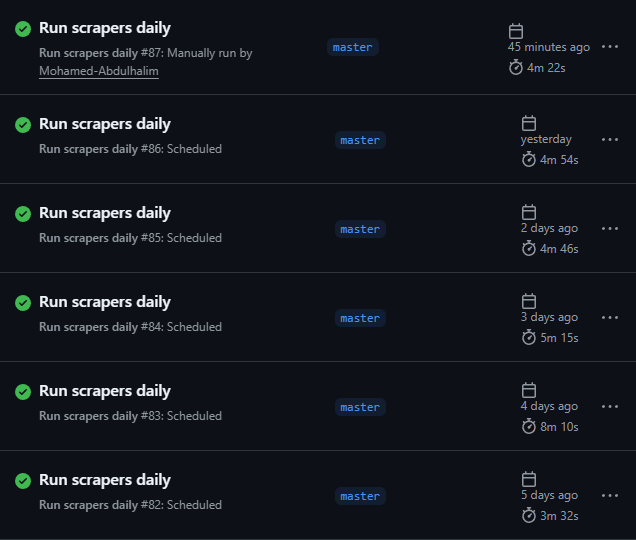 Run scrapers daily
Run scrapers daily #87: Manually run by
Mohamed-Abdulhalim
master
45 minutes ago
4m 22s
Run scrapers daily
Run scrapers daily #86: Scheduled
master
yesterday
4m 54s
Run scrapers daily
Run scrapers daily #85: Scheduled
master
2 days ago
4m 46s
Run scrapers daily
Run scrapers daily #84: Scheduled
master
3 days ago
5m 15s
Run scrapers daily
Run scrapers daily #83: Scheduled
master
4 days ago
8m 10s
Run scrapers daily
Run scrapers daily #82: Scheduled
master
5 days ago
3m 32s